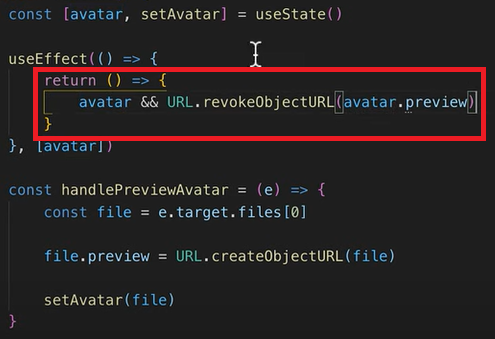 const [avatar, setAvatar] = useState()
useEffect(() => {
return () => {
avatar && URL.revokeObjectURL(avatar.preview)
}
}, [avatar])
const handlePreviewAvatar = (e) => {
const file = e.target.files[0]
file.preview = URL.createObjectURL(file)
setAvatar(file)
}